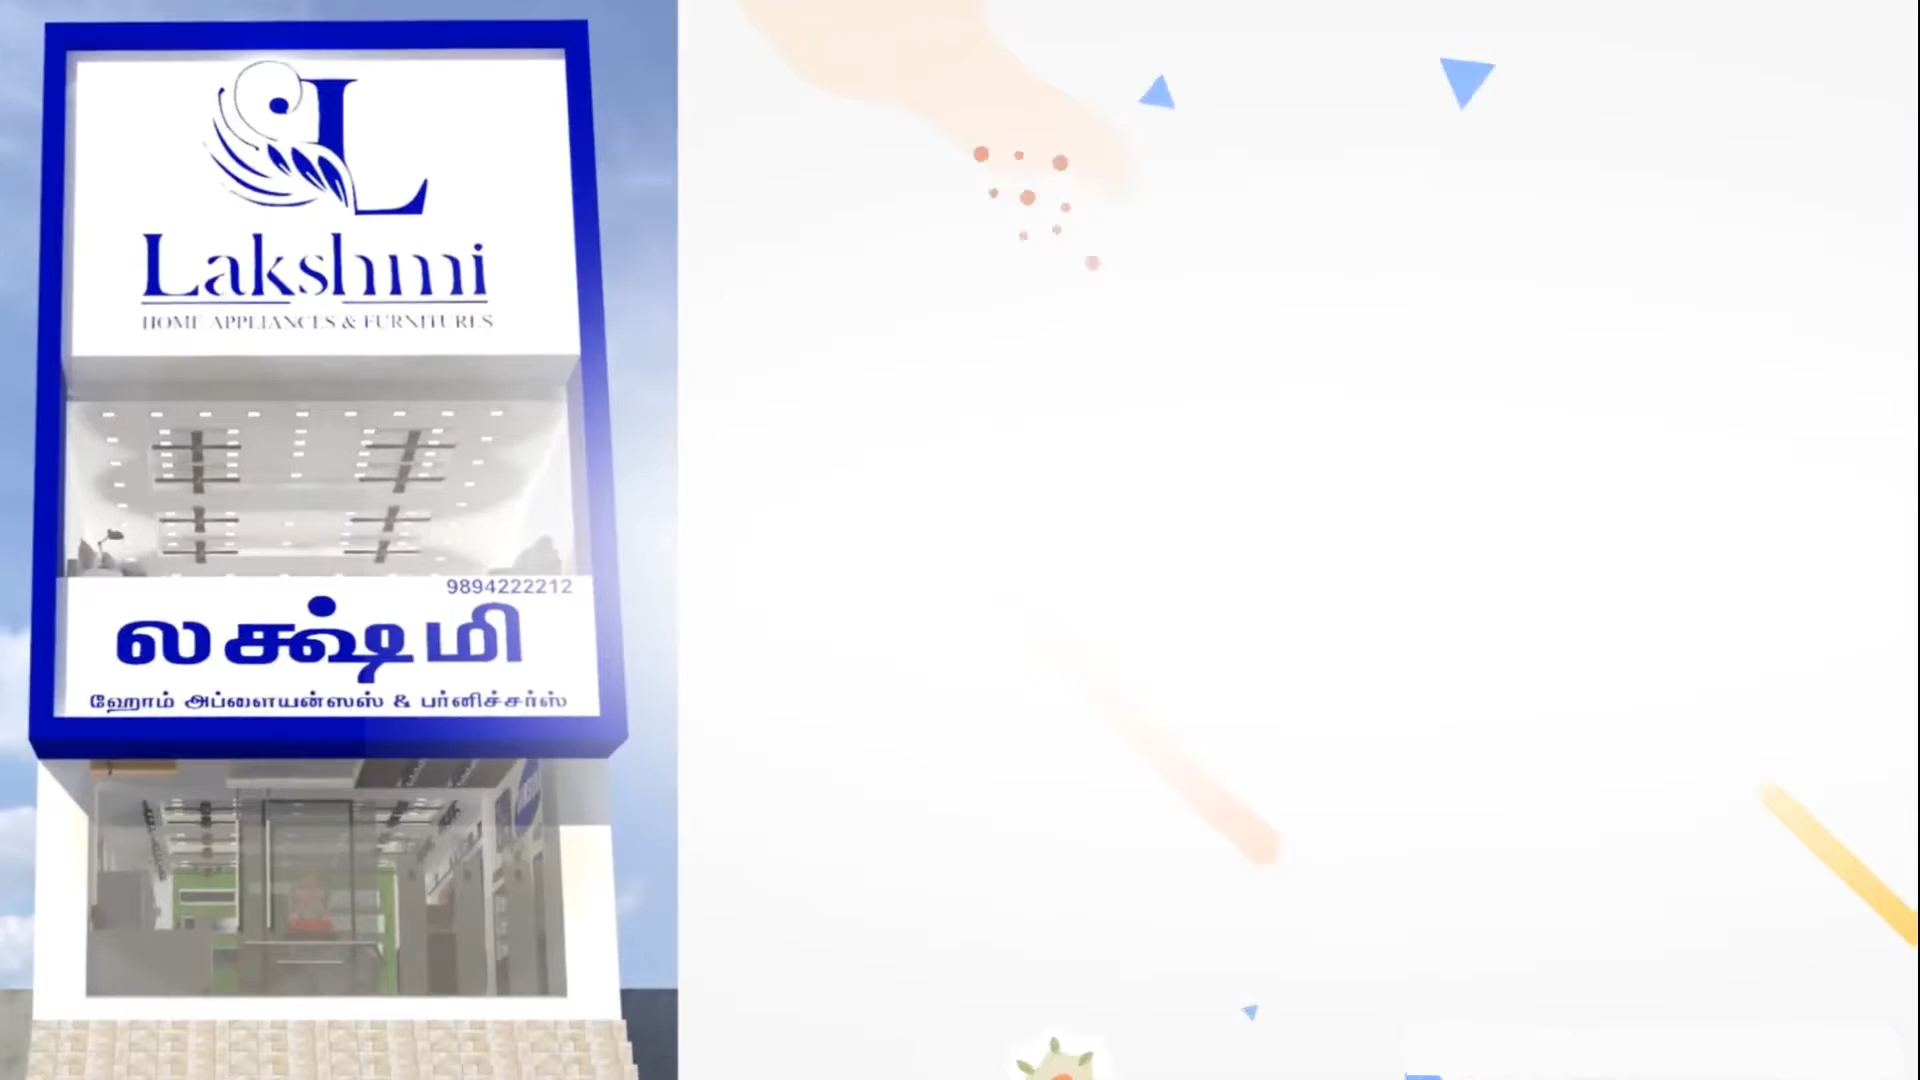 L
Lakshmi
HOME APPLIANCES & FURNITURES
9894222212
லக்ஷ்மி
ஹோம் அப்ளையன்ஸஸ் & பர்னிச்சர்ஸ்